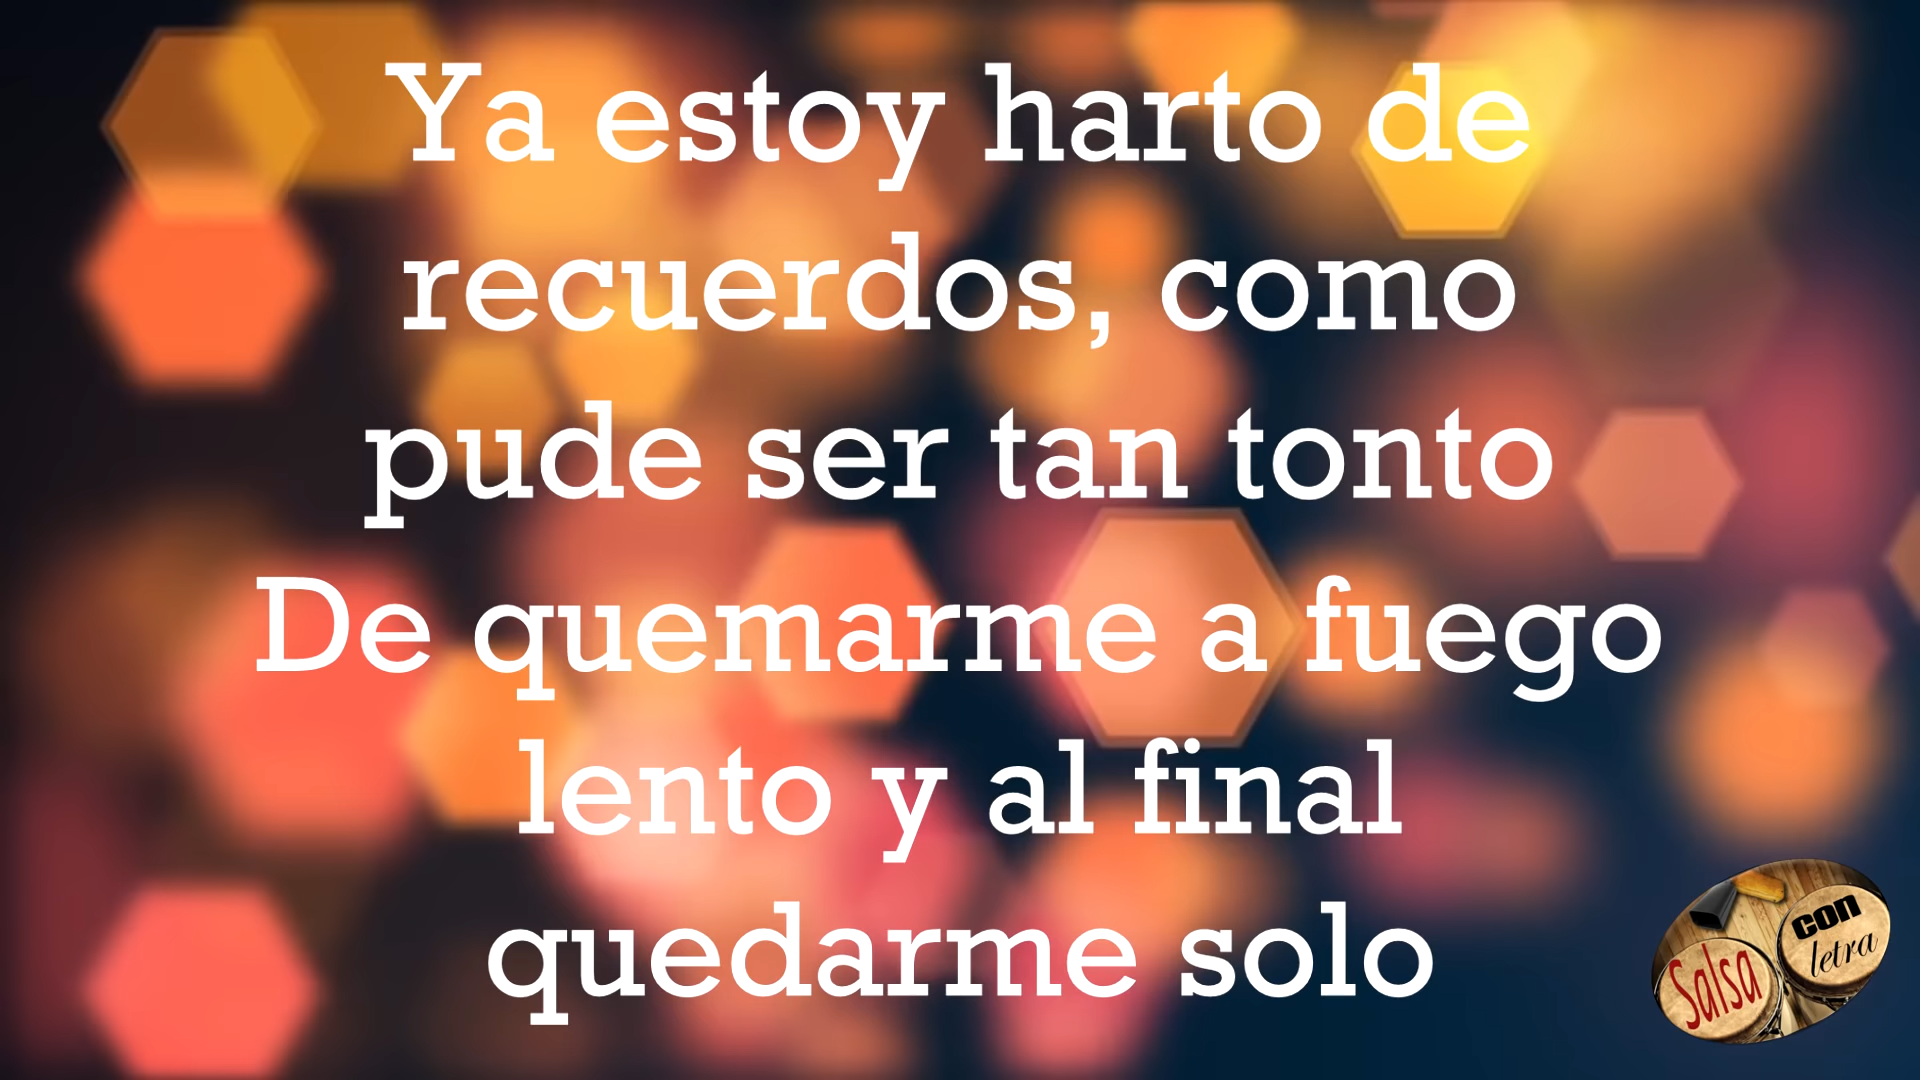 Ya estoy harto de
recuerdos, como
pude ser tan tonto
De quemarme a fuego
lento y al final
quedarme solo
Salsa
con
letra